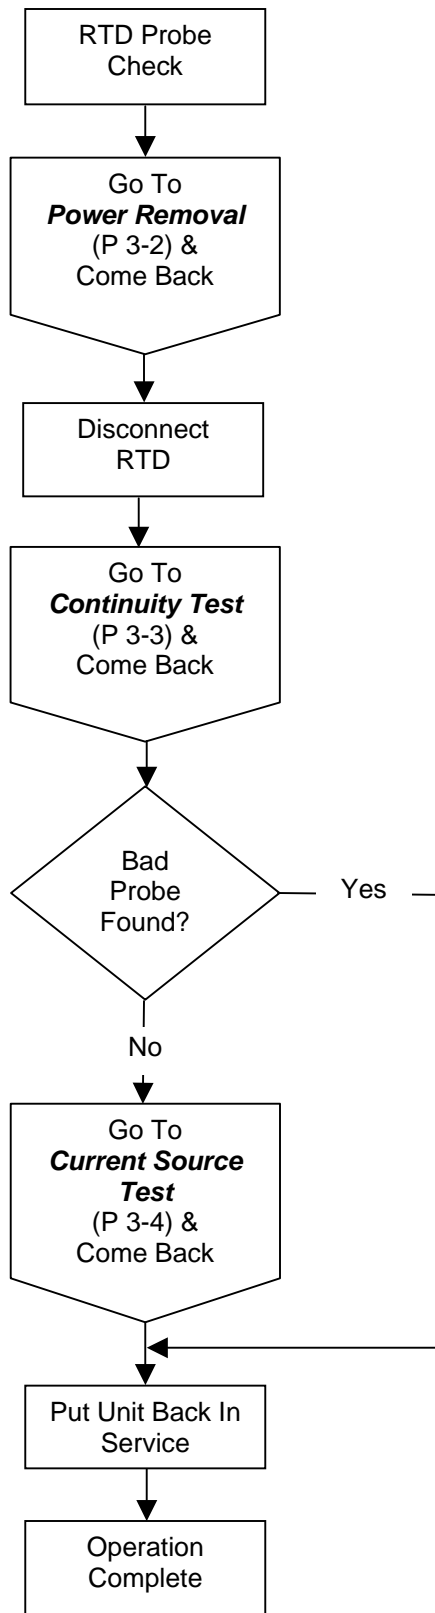 RTD Probe
Check
Go To
Power Removal
(P 3-2) &
Come Back
Disconnect
RTD
Go To
Continuity Test
(P 3-3) &
Come Back
Bad
Probe
Found?
Yes
No
Go To
Current Source
Test
(P 3-4) &
Come Back
Put Unit Back In
Service
Operation
Complete